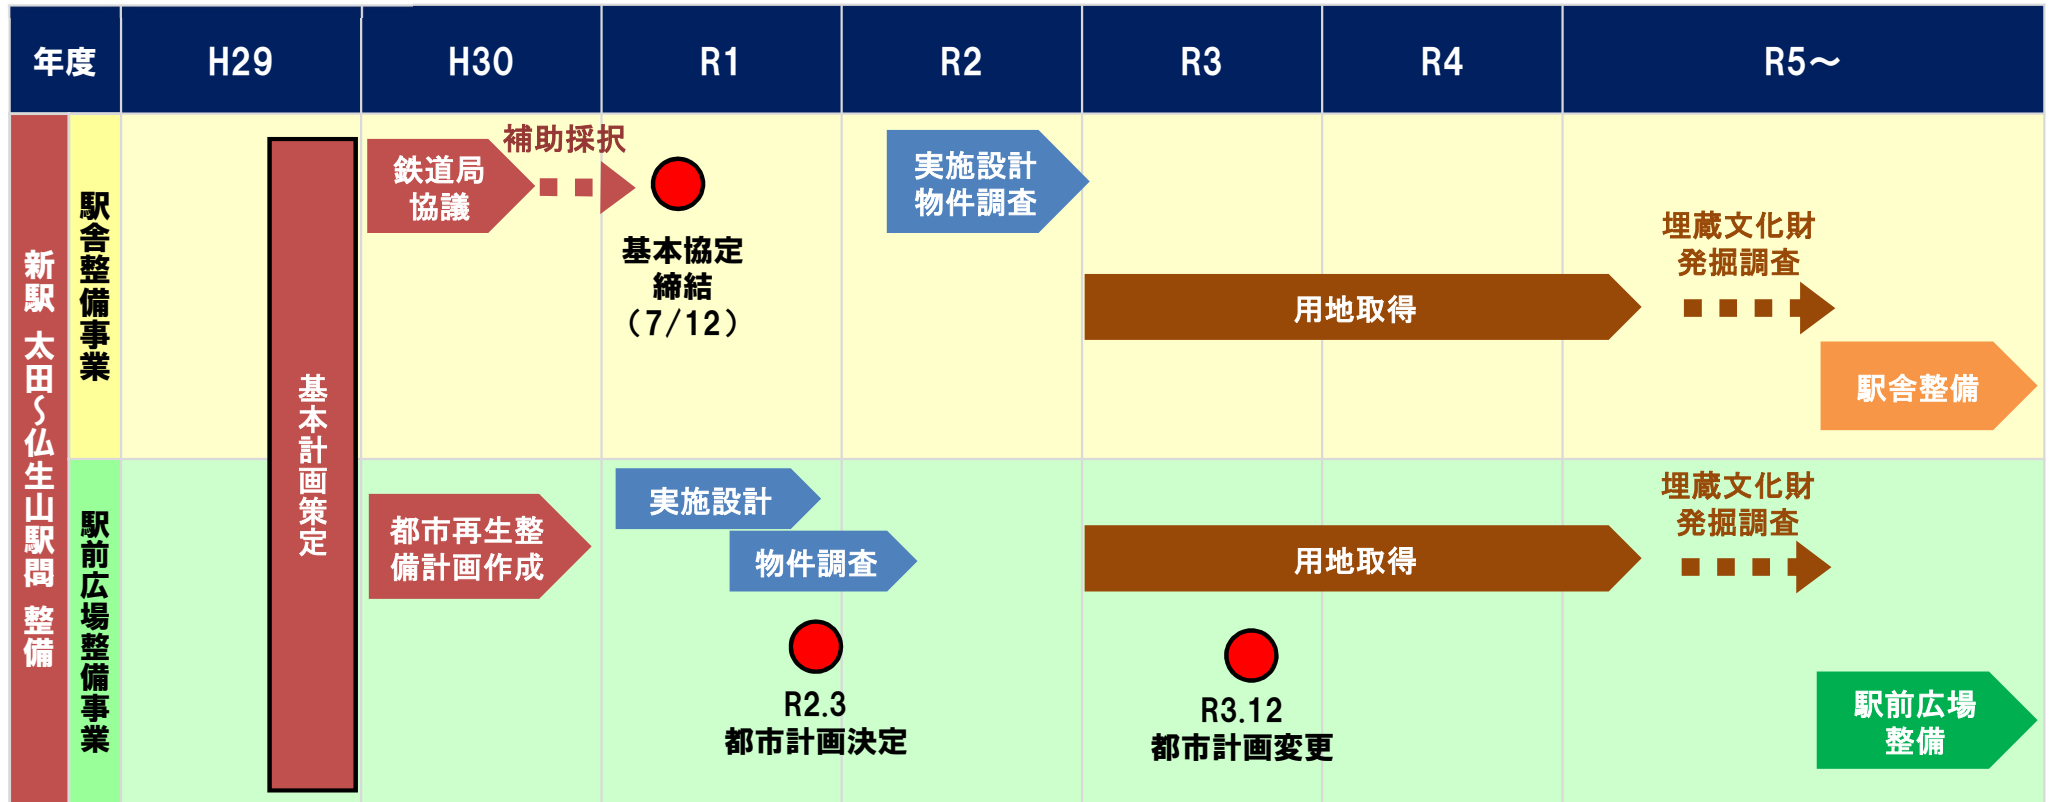 年度
H29
H30
R1
R2
R3
R4
R5～
新駅 太田～仏生山駅間 整備
駅舎整備事業
基本計画策定
鉄道局
協議
補助採択
基本協定
締結
（7/12）
実施設計
物件調査
用地取得
埋蔵文化財
発掘調査
駅舎整備
駅前広場整備事業
都市再生整
備計画作成
実施設計
物件調査
R2.3
都市計画決定
用地取得
R3.12
都市計画変更
埋蔵文化財
発掘調査
駅前広場
整備